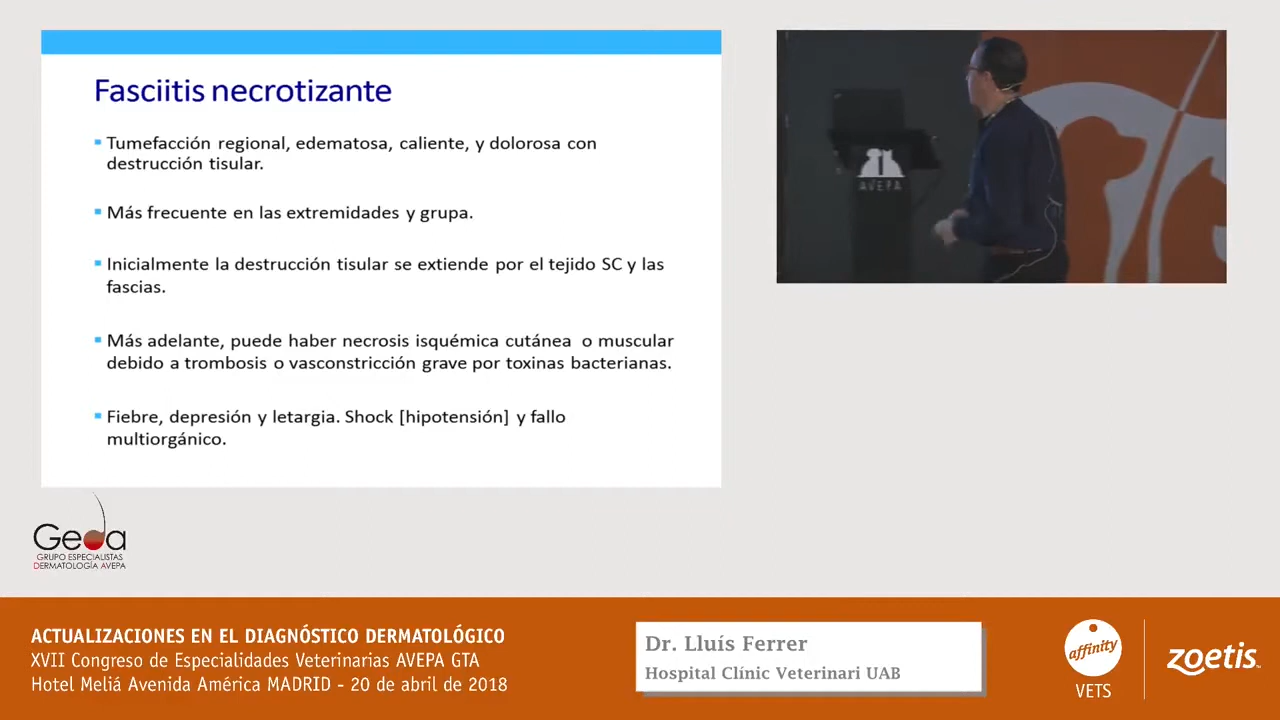 Fasciitis necrotizante
Tumefacción regional, edematosa, caliente, y dolorosa con
destrucción tisular.
Más frecuente en las extremidades y grupa.
Inicialmente la destrucción tisular se extiende por el tejido SC y las
fascias.
Más adelante, puede haber necrosis isquémica cutánea o muscular
debido a trombosis o vasconstricción grave por toxinas bacterianas.
Fiebre, depresión y letargia. Shock [hipotensión] y fallo
multiorgánico.
AVEPA
Geda
GRUPO ESPECIALISTAS
DERMATOLOGÍA AVEPA
ACTUALIZACIONES EN EL DIAGNÓSTICO DERMATOLÓGICO
XVII Congreso de Especialidades Veterinarias AVEPA GTA
Hotel Meliá Avenida América MADRID - 20 de abril de 2018
Dr. Lluís Ferrer
Hospital Clínic Veterinari UAB
affinity
VETS
zoetis